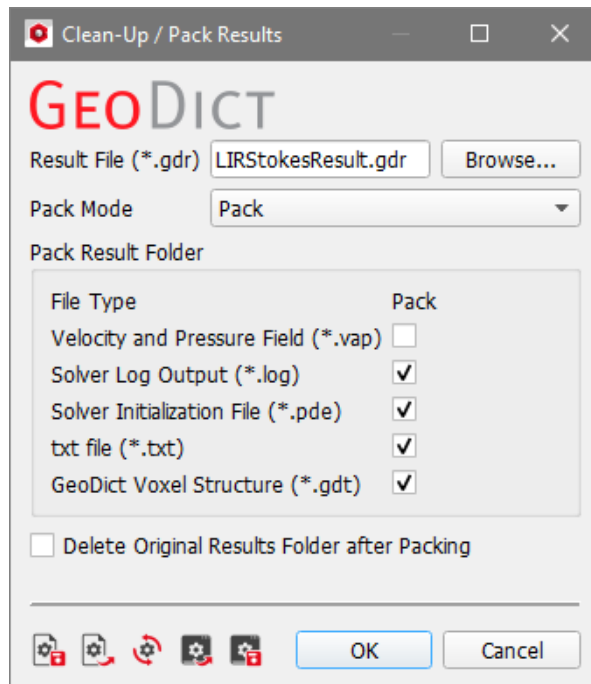 Clean-Up / Pack Results
GEODICT
Result File (*.gdr) LIRStokesResult.gdr Browse...
Pack Mode Pack
Pack Result Folder
File Type Pack
Velocity and Pressure Field (*.vap)
Solver Log Output (*.log)
Solver Initialization File (*.pde)
txt file (*.txt)
GeoDict Voxel Structure (*.gdt)
Delete Original Results Folder after Packing
OK Cancel